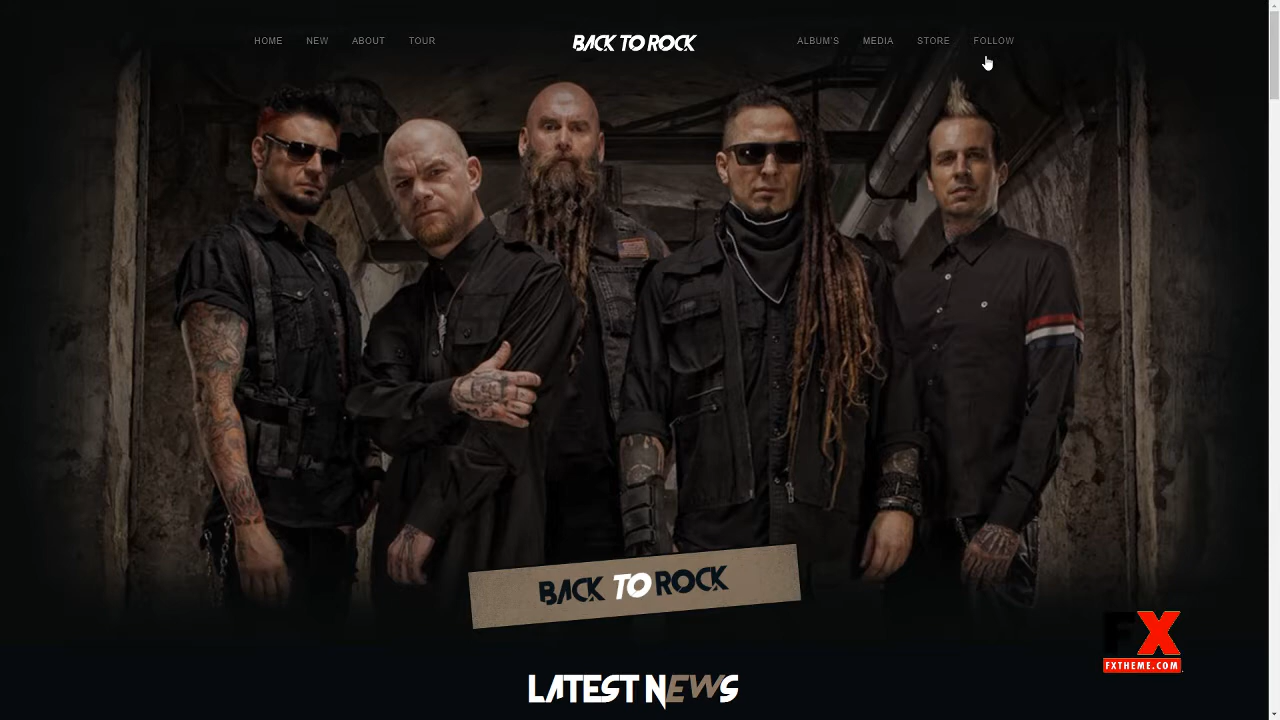 HOME NEW ABOUT TOUR BACK TO ROCK ALBUM'S MEDIA STORE FOLLOW
BACK TO ROCK
FX
FXTHEME.COM
LATEST NEWS